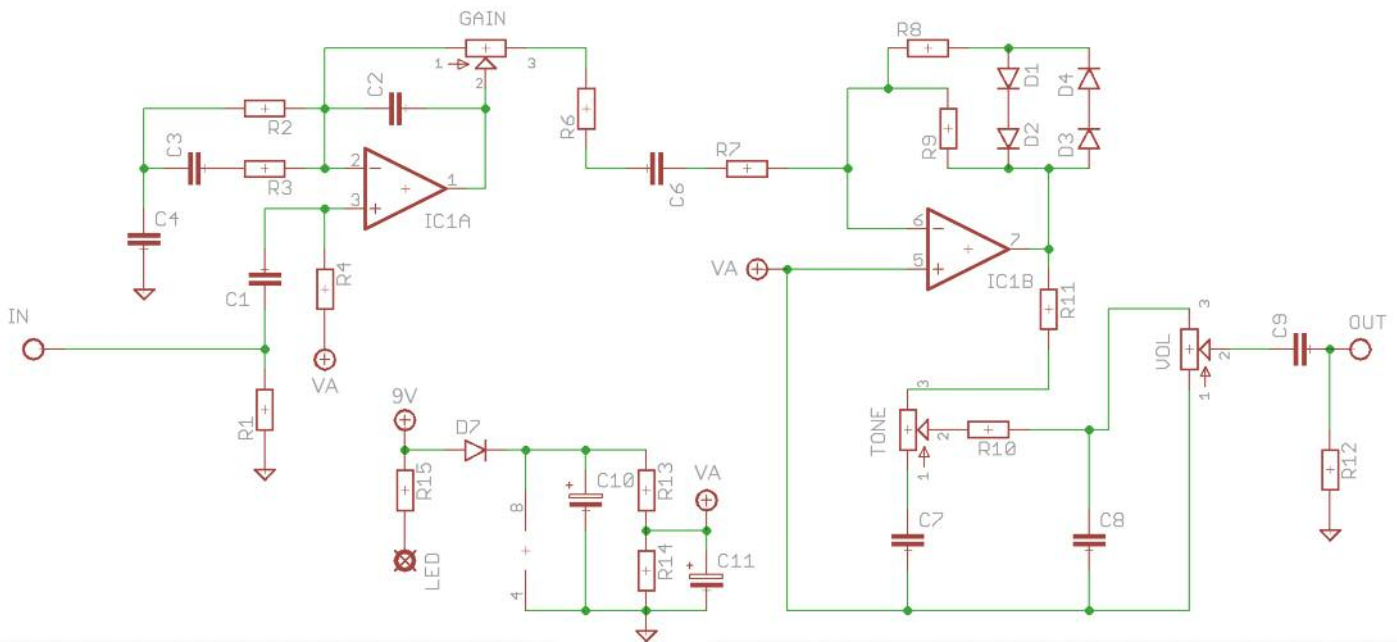 GAIN
1
3
2
R8
D1
D4
C2
R2
R6
R9
D2
D3
C3
R3
R7
C6
2
1
3
IC1A
C4
6
7
5
IC1B
VA
C1
R4
R11
IN
VA
3
VOL
2
1
C9
OUT
R1
9V
D7
3
TONE
2
1
R10
R12
R15
8
C10
R13
VA
C7
C8
LED
4
R14
C11